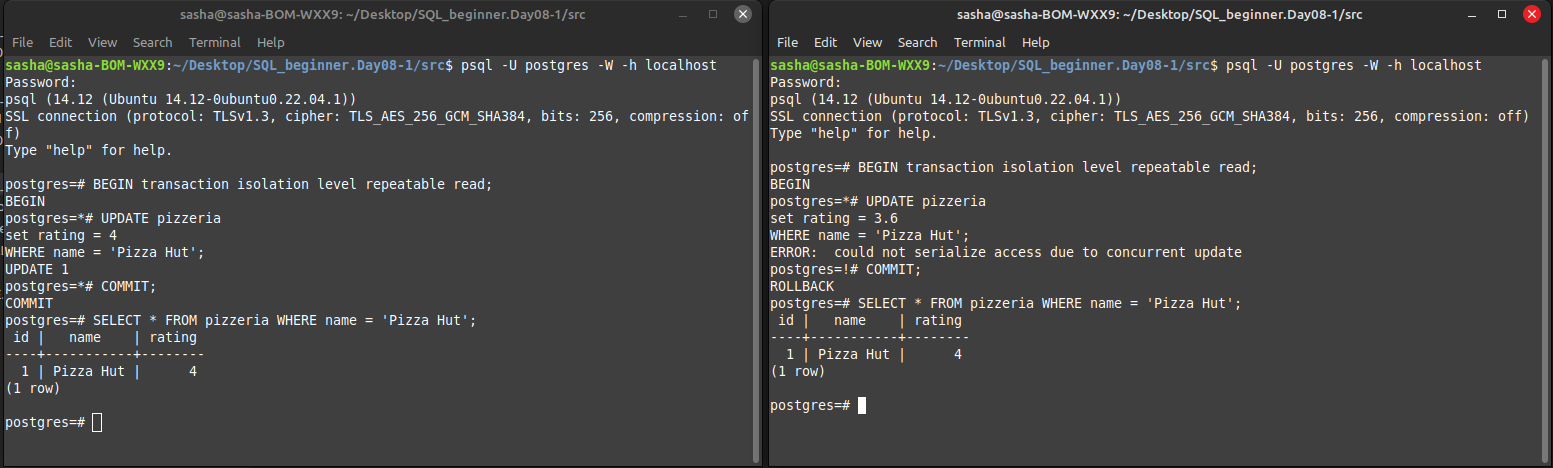 sasha@sasha-BOM-WXX9: ~/Desktop/SQL_beginner.Day08-1/src
File Edit View Search Terminal Help
sasha@sasha-BOM-WXX9:~/Desktop/SQL_beginner.Day08-1/src$ psql -U postgres -W -h localhost
Password:
psql (14.12 (Ubuntu 14.12-0ubuntu0.22.04.1))
SSL connection (protocol: TLSv1.3, cipher: TLS_AES_256_GCM_SHA384, bits: 256, compression: of
f)
Type "help" for help.
postgres=# BEGIN transaction isolation level repeatable read;
BEGIN
postgres=*# UPDATE pizzeria
set rating = 4
WHERE name = 'Pizza Hut';
UPDATE 1
postgres=*# COMMIT;
COMMIT
postgres=# SELECT * FROM pizzeria WHERE name = 'Pizza Hut';
 id |   name    | rating
----+-----------+--------
  1 | Pizza Hut |      4
(1 row)
postgres=#
sasha@sasha-BOM-WXX9: ~/Desktop/SQL_beginner.Day08-1/src
File Edit View Search Terminal Help
sasha@sasha-BOM-WXX9:~/Desktop/SQL_beginner.Day08-1/src$ psql -U postgres -W -h localhost
Password:
psql (14.12 (Ubuntu 14.12-0ubuntu0.22.04.1))
SSL connection (protocol: TLSv1.3, cipher: TLS_AES_256_GCM_SHA384, bits: 256, compression: off)
Type "help" for help.
postgres=# BEGIN transaction isolation level repeatable read;
BEGIN
postgres=*# UPDATE pizzeria
set rating = 3.6
WHERE name = 'Pizza Hut';
ERROR:  could not serialize access due to concurrent update
postgres=!# COMMIT;
ROLLBACK
postgres=# SELECT * FROM pizzeria WHERE name = 'Pizza Hut';
 id |   name    | rating
----+-----------+--------
  1 | Pizza Hut |      4
(1 row)
postgres=#